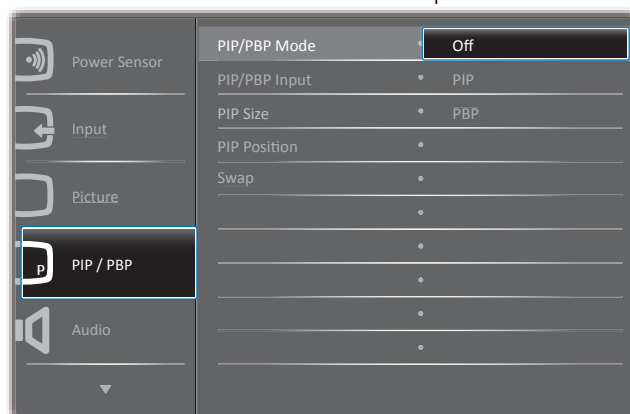 Power Sensor
Input
Picture
P
PIP / PBP
Audio
PIP/PBP Mode
Off
PIP/PBP Input
PIP
PIP Size
PBP
PIP Position
Swap